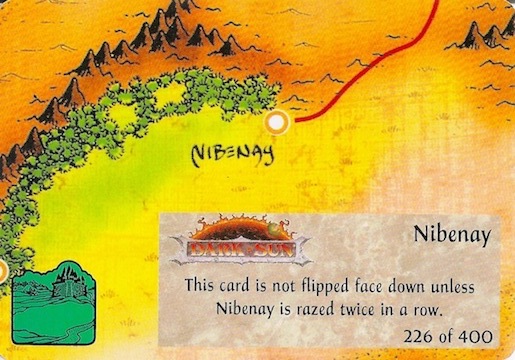 NIBENAY
Nibenay
DARK SUN
This card is not flipped face down unless
Nibenay is razed twice in a row.
226 of 400